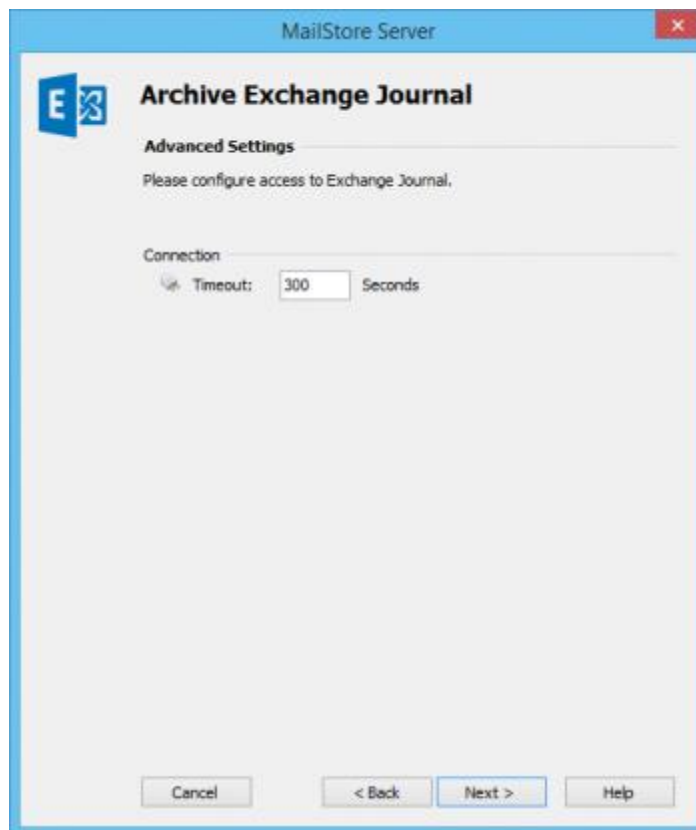 MailStore Server
E
Archive Exchange Journal
Advanced Settings
Please configure access to Exchange Journal.
Connection
Timeout: 300 Seconds
Cancel < Back Next > Help